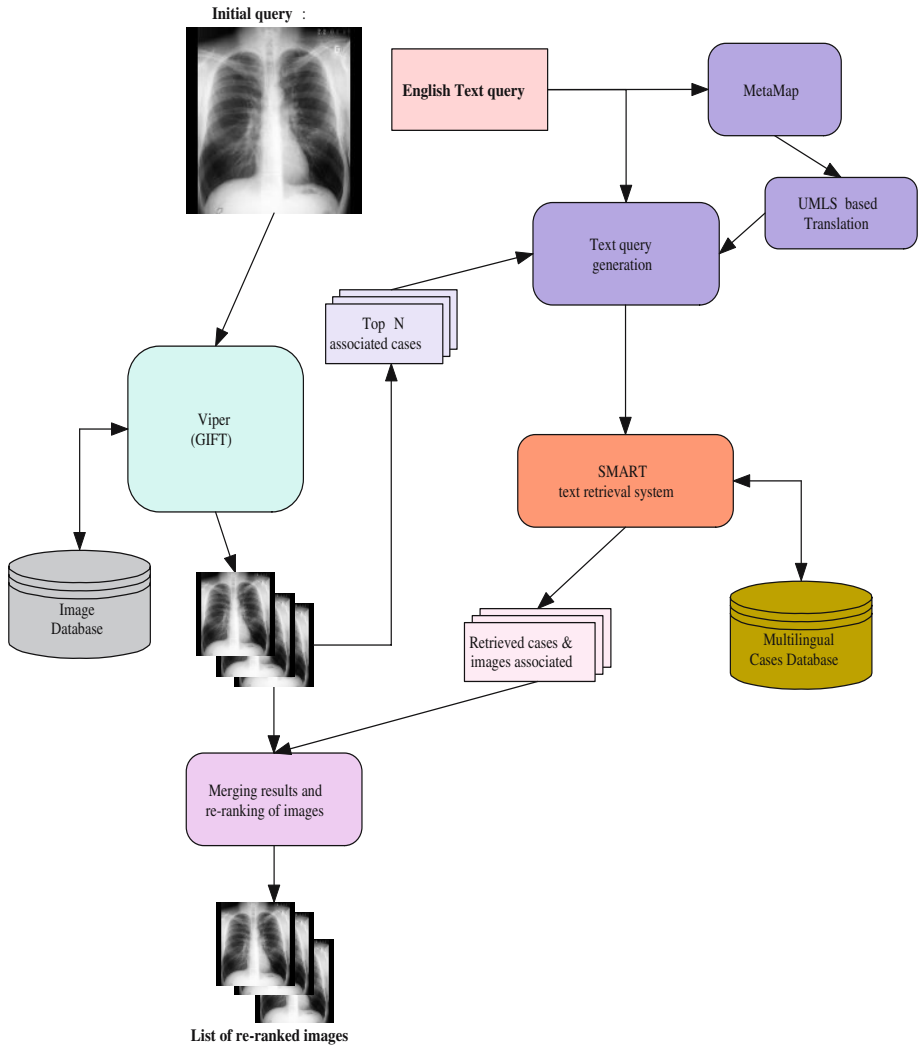 Initial query :
English Text query
MetaMap
UMLS based
Translation
Text query
generation
Top N
associated cases
Viper
(GIFT)
SMART
text retrieval system
Image
Database
Retrieved cases &
images associated
Multilingual
Cases Database
Merging results and
re-ranking of images
List of re-ranked images